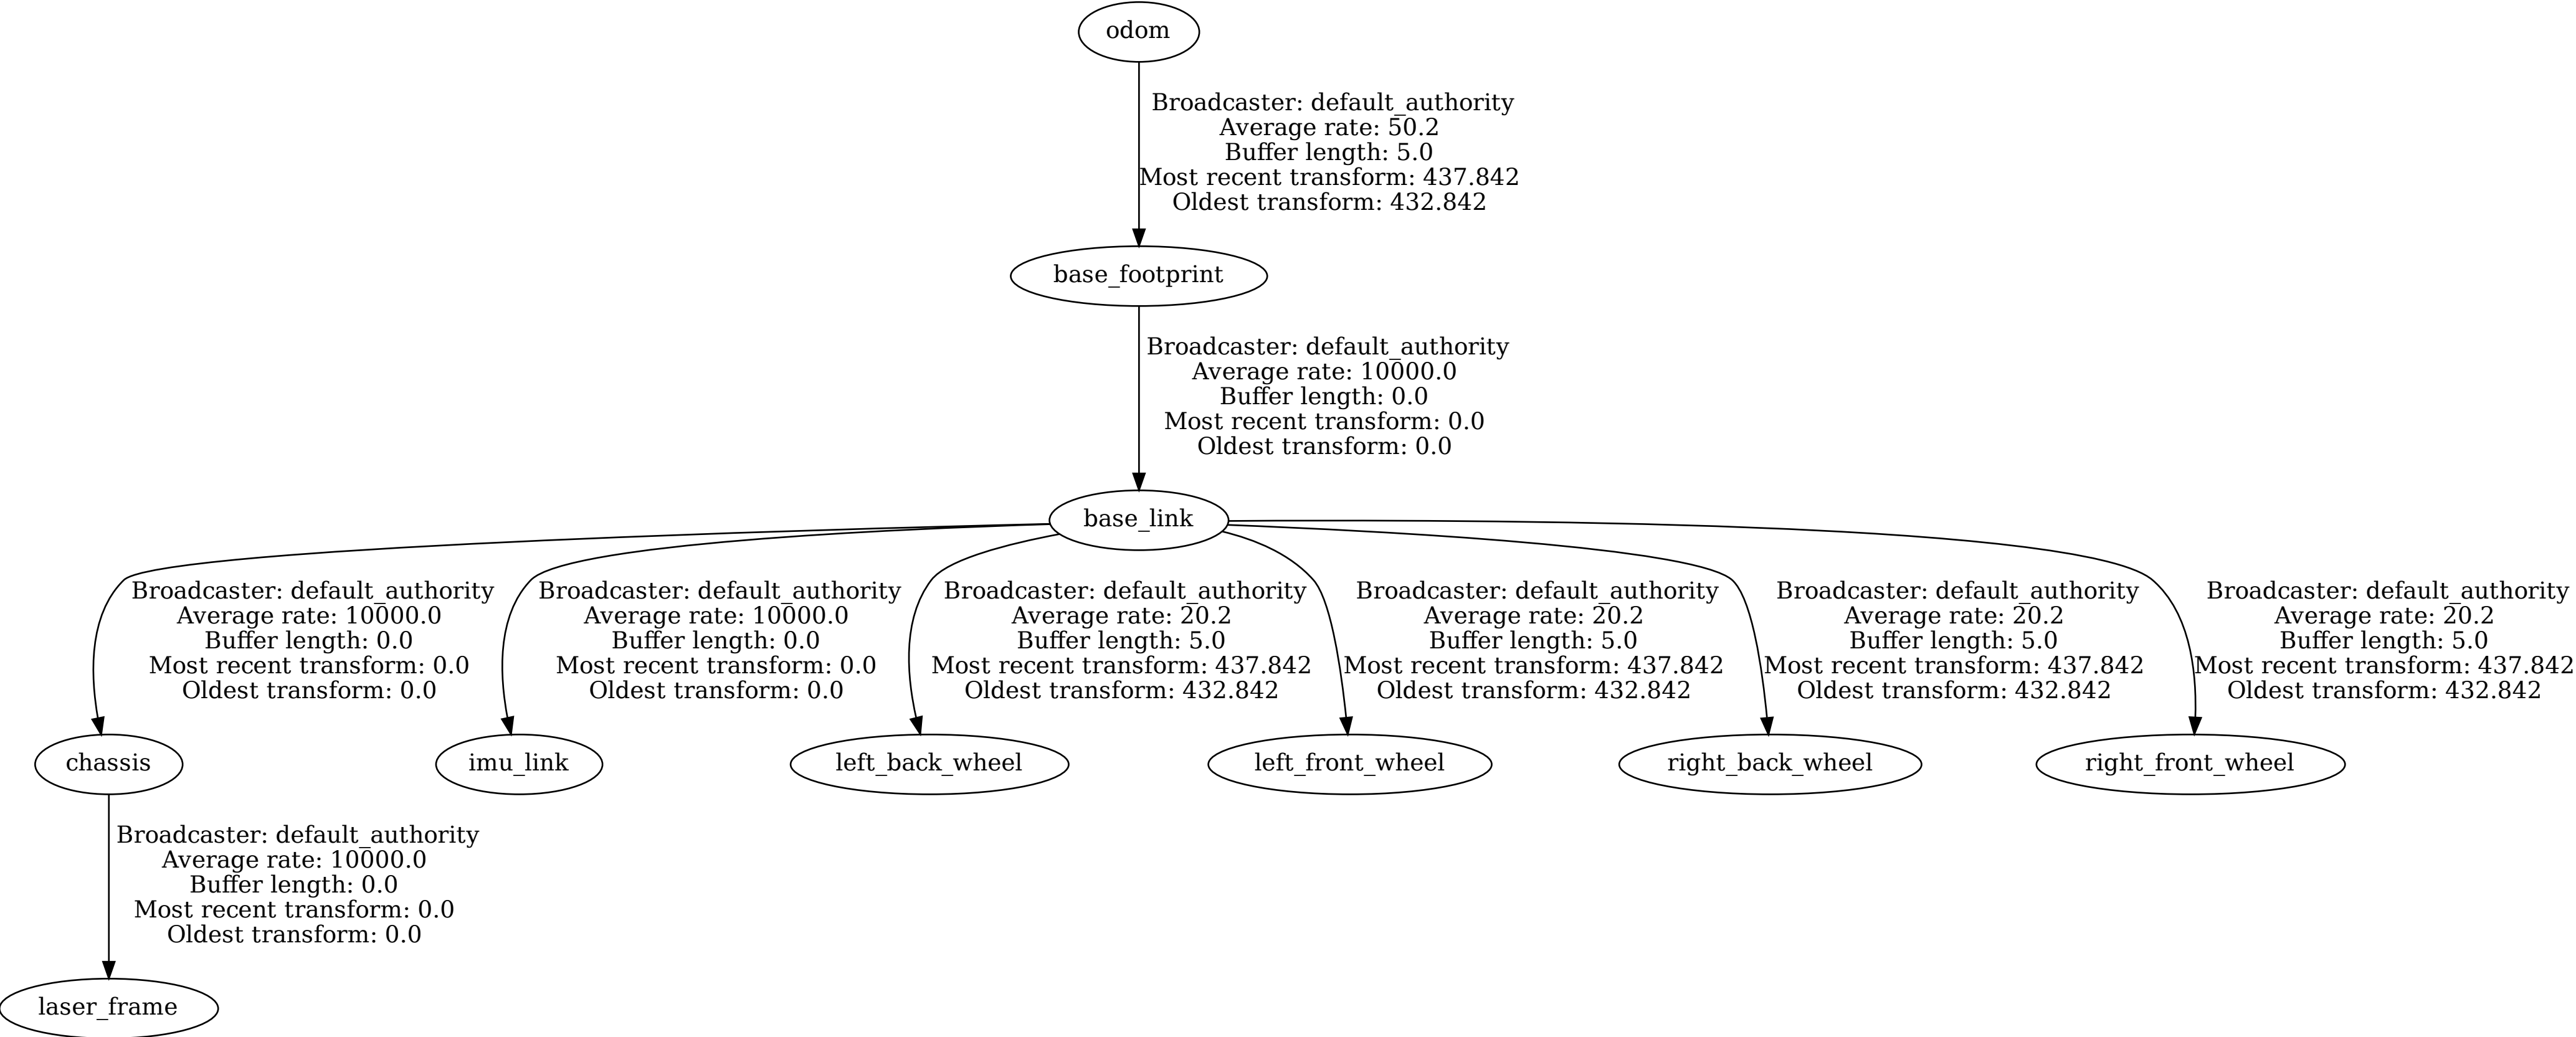 odom
Broadcaster: default_authority
Average rate: 50.2
Buffer length: 5.0
Most recent transform: 437.842
Oldest transform: 432.842
base_footprint
Broadcaster: default_authority
Average rate: 10000.0
Buffer length: 0.0
Most recent transform: 0.0
Oldest transform: 0.0
base_link
Broadcaster: default_authority
Average rate: 10000.0
Buffer length: 0.0
Most recent transform: 0.0
Oldest transform: 0.0
Broadcaster: default_authority
Average rate: 10000.0
Buffer length: 0.0
Most recent transform: 0.0
Oldest transform: 0.0
Broadcaster: default_authority
Average rate: 20.2
Buffer length: 5.0
Most recent transform: 437.842
Oldest transform: 432.842
Broadcaster: default_authority
Average rate: 20.2
Buffer length: 5.0
Most recent transform: 437.842
Oldest transform: 432.842
Broadcaster: default_authority
Average rate: 20.2
Buffer length: 5.0
Most recent transform: 437.842
Oldest transform: 432.842
Broadcaster: default_authority
Average rate: 20.2
Buffer length: 5.0
Most recent transform: 437.842
Oldest transform: 432.842
chassis
imu_link
left_back_wheel
left_front_wheel
right_back_wheel
right_front_wheel
Broadcaster: default_authority
Average rate: 10000.0
Buffer length: 0.0
Most recent transform: 0.0
Oldest transform: 0.0
laser_frame